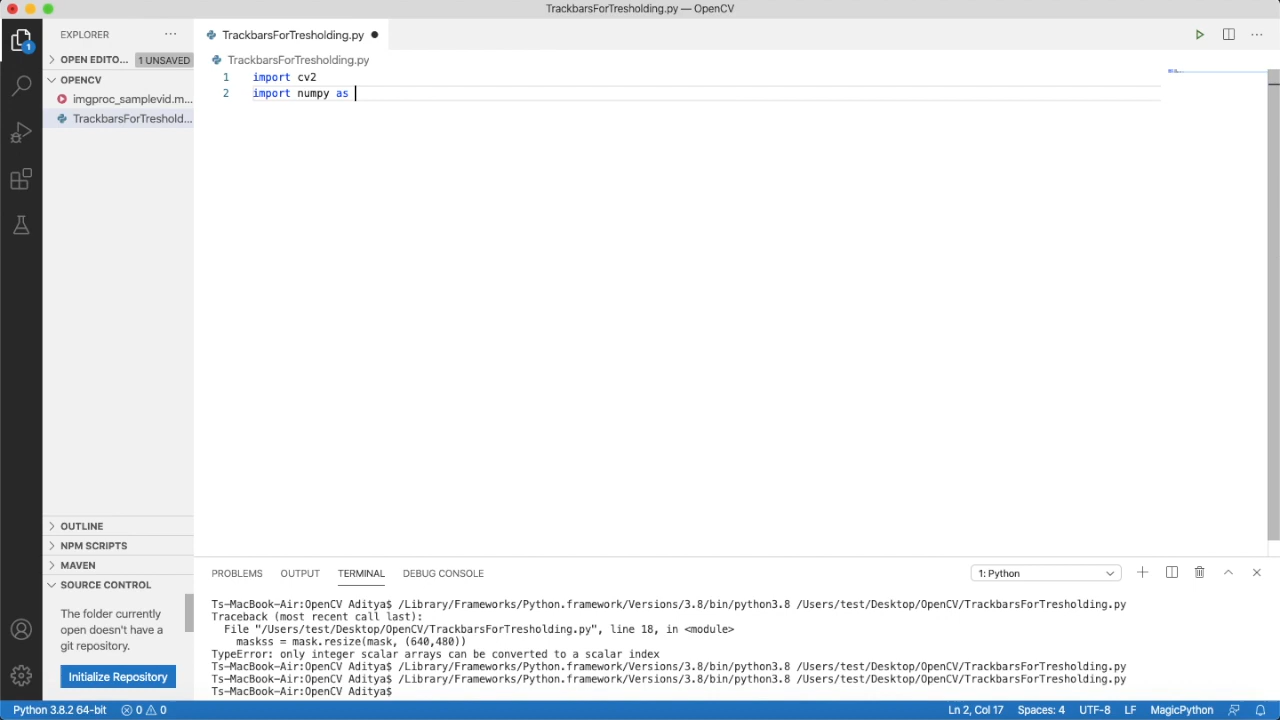 TrackbarsForTresholding.py — OpenCV
EXPLORER
TrackbarsForTresholding.py
OPEN EDITO... 1 UNSAVED
TrackbarsForTresholding.py
OPENCV
1 import cv2
imgproc_samplevid.m...
2 import numpy as
TrackbarsForTreshold...
1
OUTLINE
NPM SCRIPTS
MAVEN
SOURCE CONTROL
The folder currently
open doesn't have a
git repository.
Initialize Repository
PROBLEMS OUTPUT TERMINAL DEBUG CONSOLE 1: Python
Ts-MacBook-Air:OpenCV Aditya$ /Library/Frameworks/Python.framework/Versions/3.8/bin/python3.8 /Users/test/Desktop/OpenCV/TrackbarsForTresholding.py
Traceback (most recent call last):
File "/Users/test/Desktop/OpenCV/TrackbarsForTresholding.py", line 18, in <module>
maskss = mask.resize(mask, (640,480))
TypeError: only integer scalar arrays can be converted to a scalar index
Ts-MacBook-Air:OpenCV Aditya$ /Library/Frameworks/Python.framework/Versions/3.8/bin/python3.8 /Users/test/Desktop/OpenCV/TrackbarsForTresholding.py
Ts-MacBook-Air:OpenCV Aditya$ /Library/Frameworks/Python.framework/Versions/3.8/bin/python3.8 /Users/test/Desktop/OpenCV/TrackbarsForTresholding.py
Ts-MacBook-Air:OpenCV Aditya$
Python 3.8.2 64-bit 0 0 Ln 2, Col 17 Spaces: 4 UTF-8 LF MagicPython